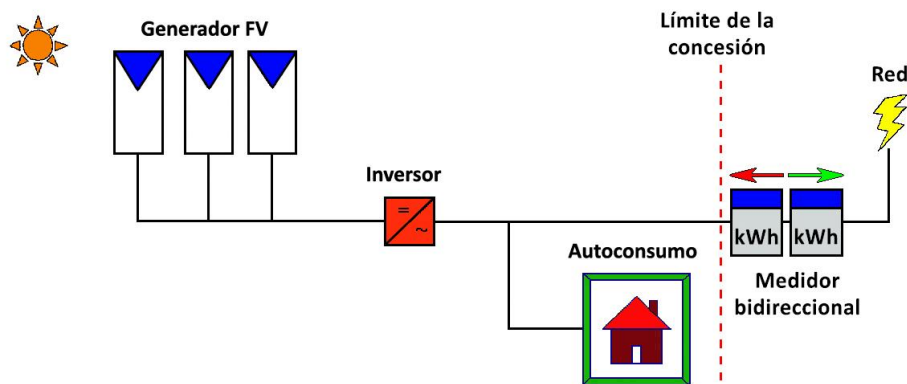 Generador FV
Límite de la
concesión
Red
Inversor
=
~
kWh
kWh
Autoconsumo
Medidor
bidireccional